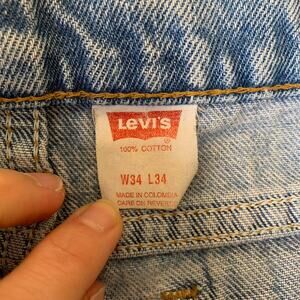 Levi's
®
100% COTTON
W34 L34
MADE IN COLOMBIA
CARE ON REVERSE